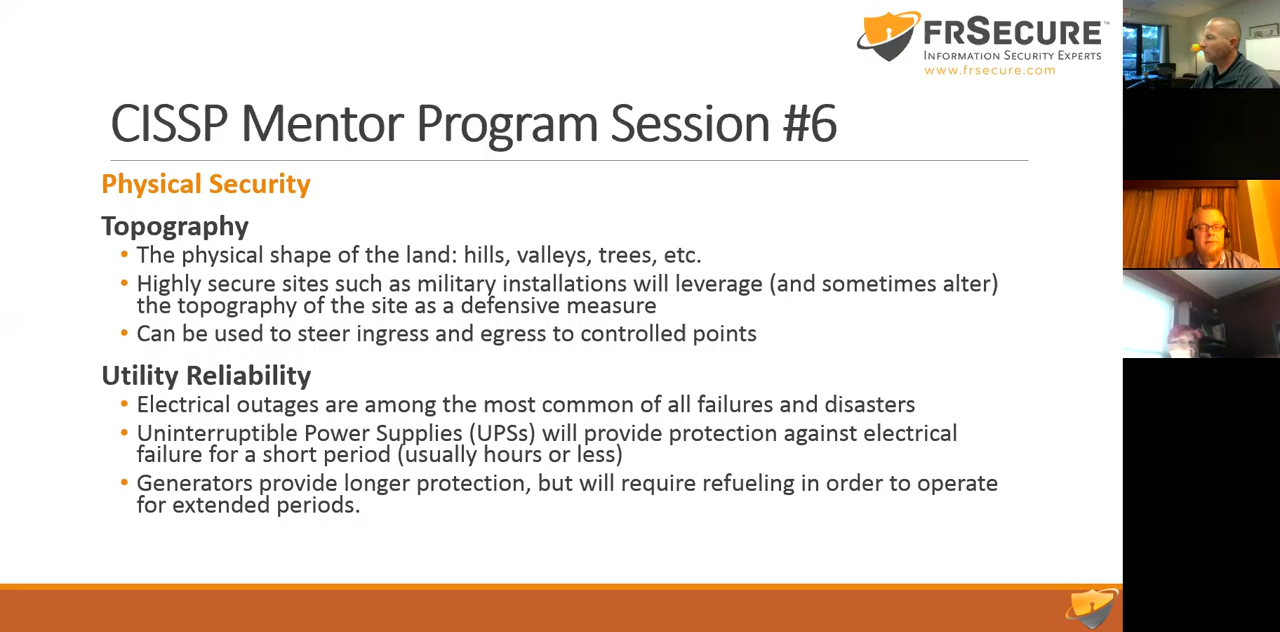 FRSECURE™
INFORMATION SECURITY EXPERTS
www.frsecure.com
CISSP Mentor Program Session #6
Physical Security
Topography
• The physical shape of the land: hills, valleys, trees, etc.
• Highly secure sites such as military installations will leverage (and sometimes alter)
the topography of the site as a defensive measure
• Can be used to steer ingress and egress to controlled points
Utility Reliability
• Electrical outages are among the most common of all failures and disasters
• Uninterruptible Power Supplies (UPSs) will provide protection against electrical
failure for a short period (usually hours or less)
• Generators provide longer protection, but will require refueling in order to operate
for extended periods.